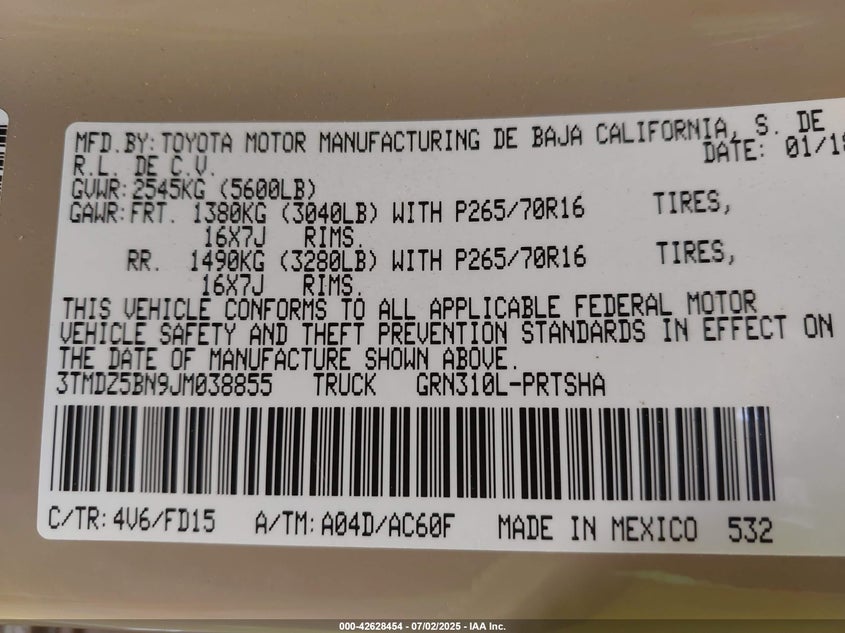 MFD.BY: TOYOTA MOTOR MANUFACTURING DE BAJA CALIFORNIA, S. DE
R.L. DE C.V. DATE: 01/18
GVWR: 2545KG (5600LB)
GAWR: FRT. 1380KG (3040LB) WITH P265/70R16 TIRES,
16X7J RIMS.
RR. 1490KG (3280LB) WITH P265/70R16 TIRES,
16X7J RIMS.
THIS VEHICLE CONFORMS TO ALL APPLICABLE FEDERAL MOTOR
VEHICLE SAFETY AND THEFT PREVENTION STANDARDS IN EFFECT ON
THE DATE OF MANUFACTURE SHOWN ABOVE.
3TMDZ5BN9JM038855 TRUCK GRN310L-PRTSHA
C/TR: 4V6/FD15 A/TM: A04D/AC60F MADE IN MEXICO 532
000-42628454 - 07/02/2025 - IAA Inc.